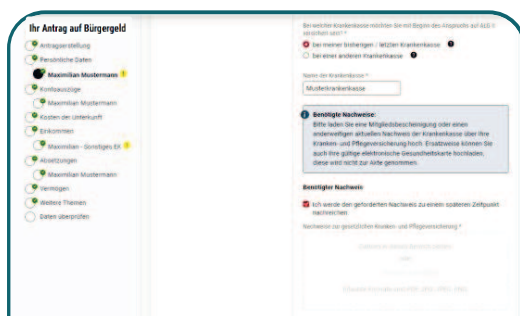 Ihr Antrag auf Bürgergeld
Antragserstellung
Persönliche Daten
Maximilian Mustermann
Kontoauszüge
Maximilian Mustermann
Kosten der Unterkunft
Einkommen
Maximilian - Sonstiges EK
Absetzungen
Maximilian Mustermann
Vermögen
Weitere Themen
Daten überprüfen
Bei welcher Krankenkasse möchten Sie mit Beginn des Anspruchs auf ALG II
versichert sein? *
bei meiner bisherigen / letzten Krankenkasse
bei einer anderen Krankenkasse
Name der Krankenkasse *
Musterkrankenkasse
Benötigte Nachweise:
Bitte laden Sie eine Mitgliedsbescheinigung oder einen
anderweitigen aktuellen Nachweis der Krankenkasse über Ihre
Kranken- und Pflegeversicherung hoch. Ersatzweise können Sie
auch Ihre gültige elektronische Gesundheitskarte hochladen,
diese wird nicht zur Akte genommen.
Benötigter Nachweis
Ich werde den geforderten Nachweis zu einem späteren Zeitpunkt
nachreichen
Nachweise zur gesetzlichen Kranken- und Pflegeversicherung *